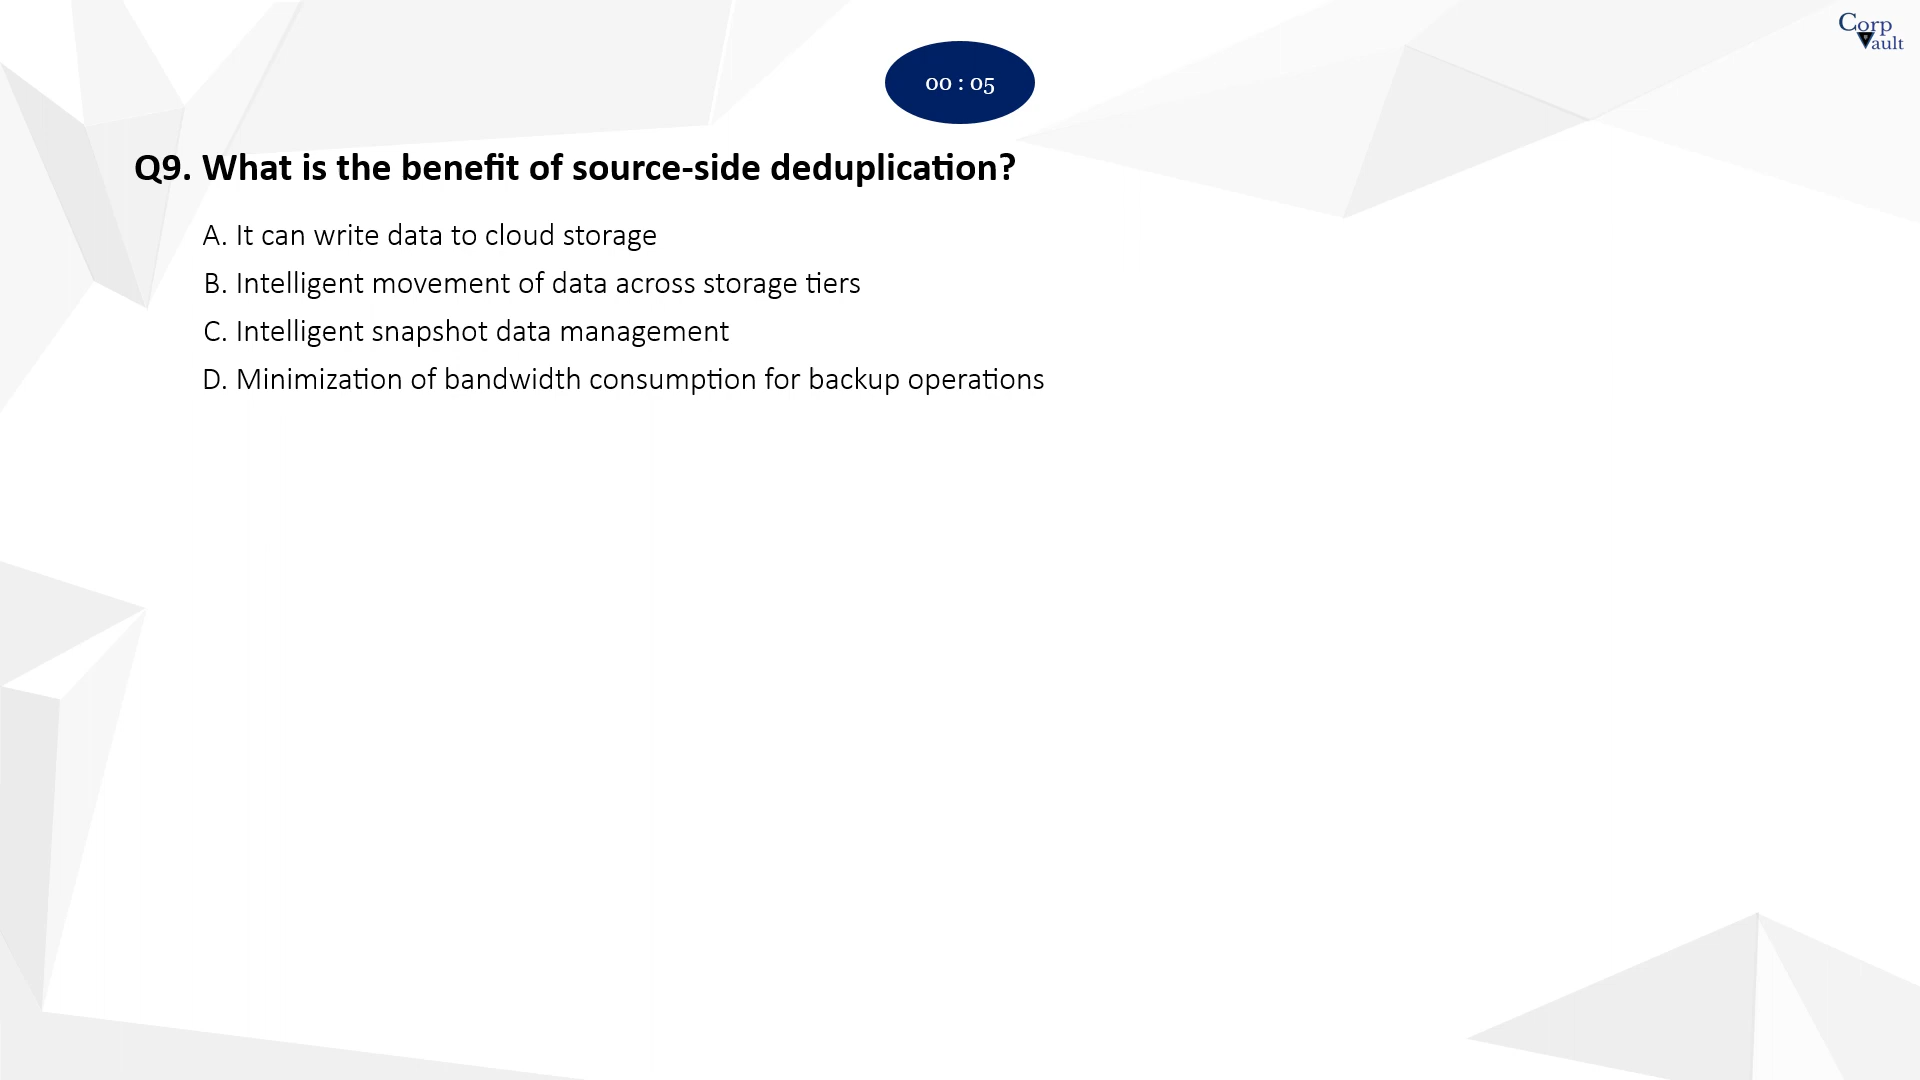 Corp
Vault
00 : 05
Q9. What is the benefit of source-side deduplication?
A. It can write data to cloud storage
B. Intelligent movement of data across storage tiers
C. Intelligent snapshot data management
D. Minimization of bandwidth consumption for backup operations